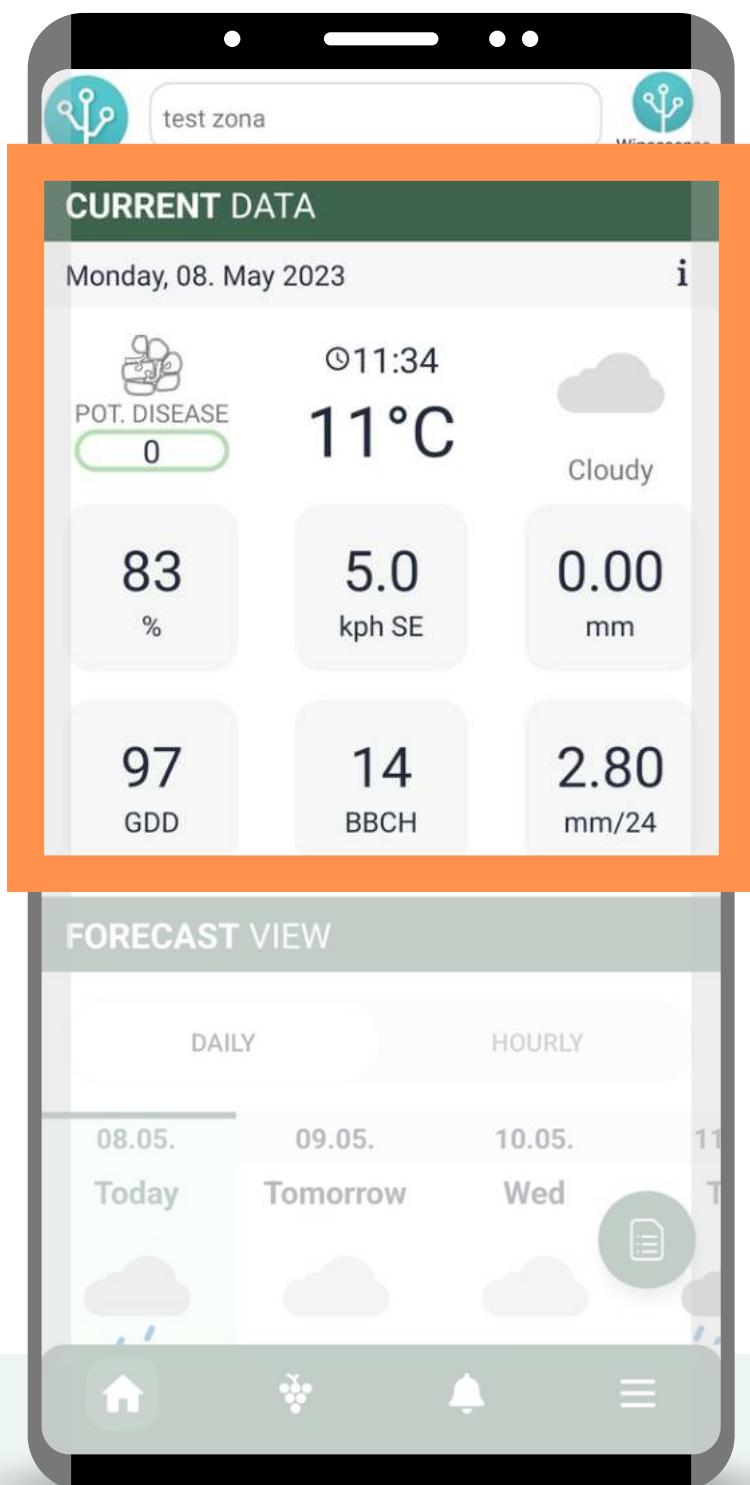 test zona
CURRENT DATA
Monday, 08. May 2023 i
11:34
POT. DISEASE
0
11°C
Cloudy
83
%
5.0
kph SE
0.00
mm
97
GDD
14
BBCH
2.80
mm/24
FORECAST VIEW
DAILY HOURLY
08.05. 09.05. 10.05. 11
Today Tomorrow Wed T